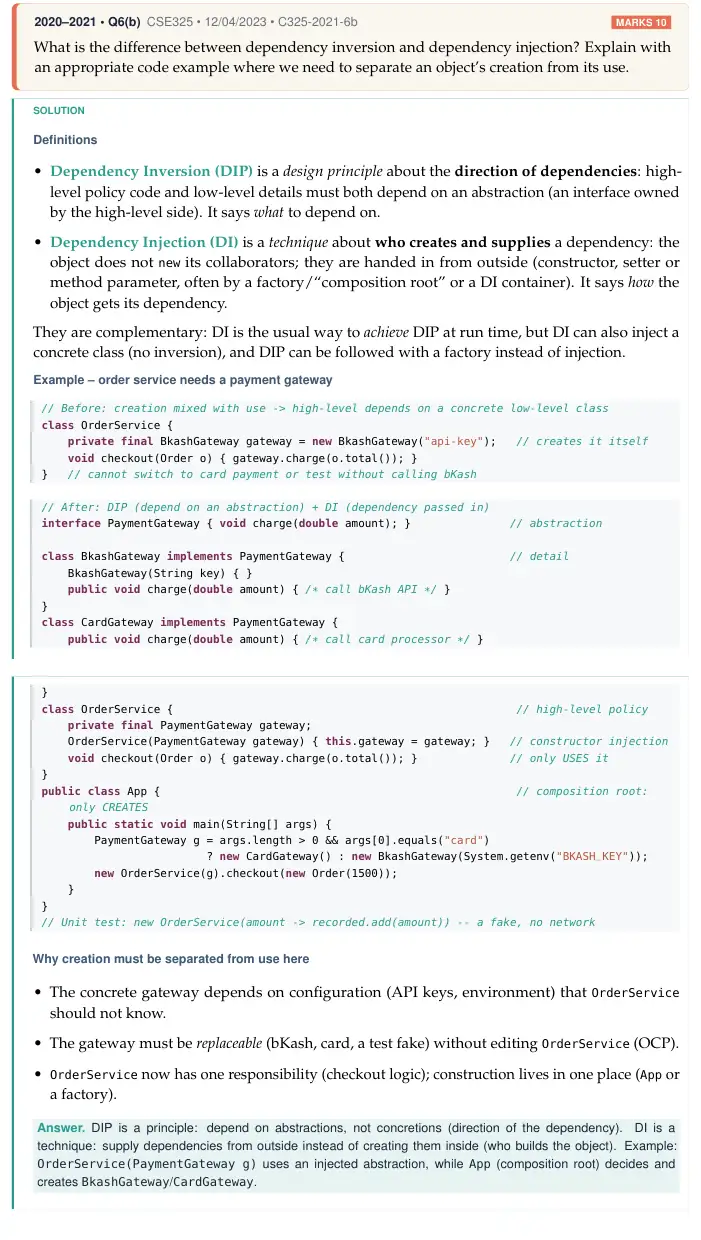 2020–2021 • Q6(b) CSE325 • 12/04/2023 • C325-2021-6b MARKS 10
What is the difference between dependency inversion and dependency injection? Explain with
an appropriate code example where we need to separate an object’s creation from its use.
SOLUTION
Definitions
• Dependency Inversion (DIP) is a design principle about the direction of dependencies: high-
level policy code and low-level details must both depend on an abstraction (an interface owned
by the high-level side). It says what to depend on.
• Dependency Injection (DI) is a technique about who creates and supplies a dependency: the
object does not new its collaborators; they are handed in from outside (constructor, setter or
method parameter, often by a factory/“composition root” or a DI container). It says how the
object gets its dependency.
They are complementary: DI is the usual way to achieve DIP at run time, but DI can also inject a
concrete class (no inversion), and DIP can be followed with a factory instead of injection.
Example – order service needs a payment gateway
// Before: creation mixed with use -> high-level depends on a concrete low-level class
class OrderService {
    private final BkashGateway gateway = new BkashGateway("api-key");   // creates it itself
    void checkout(Order o) { gateway.charge(o.total()); }
}   // cannot switch to card payment or test without calling bKash
// After: DIP (depend on an abstraction) + DI (dependency passed in)
interface PaymentGateway { void charge(double amount); }               // abstraction
class BkashGateway implements PaymentGateway {                         // detail
    BkashGateway(String key) { }
    public void charge(double amount) { /* call bKash API */ }
}
class CardGateway implements PaymentGateway {
    public void charge(double amount) { /* call card processor */ }
}
class OrderService {                                                    // high-level policy
    private final PaymentGateway gateway;
    OrderService(PaymentGateway gateway) { this.gateway = gateway; }   // constructor injection
    void checkout(Order o) { gateway.charge(o.total()); }              // only USES it
}
public class App {                                                      // composition root:
    only CREATES
    public static void main(String[] args) {
        PaymentGateway g = args.length > 0 && args[0].equals("card")
                         ? new CardGateway() : new BkashGateway(System.getenv("BKASH_KEY"));
        new OrderService(g).checkout(new Order(1500));
    }
}
// Unit test: new OrderService(amount -> recorded.add(amount)) -- a fake, no network
Why creation must be separated from use here
• The concrete gateway depends on configuration (API keys, environment) that OrderService
should not know.
• The gateway must be replaceable (bKash, card, a test fake) without editing OrderService (OCP).
• OrderService now has one responsibility (checkout logic); construction lives in one place (App or
a factory).
Answer. DIP is a principle: depend on abstractions, not concretions (direction of the dependency). DI is a
technique: supply dependencies from outside instead of creating them inside (who builds the object). Example:
OrderService(PaymentGateway g) uses an injected abstraction, while App (composition root) decides and
creates BkashGateway/CardGateway.